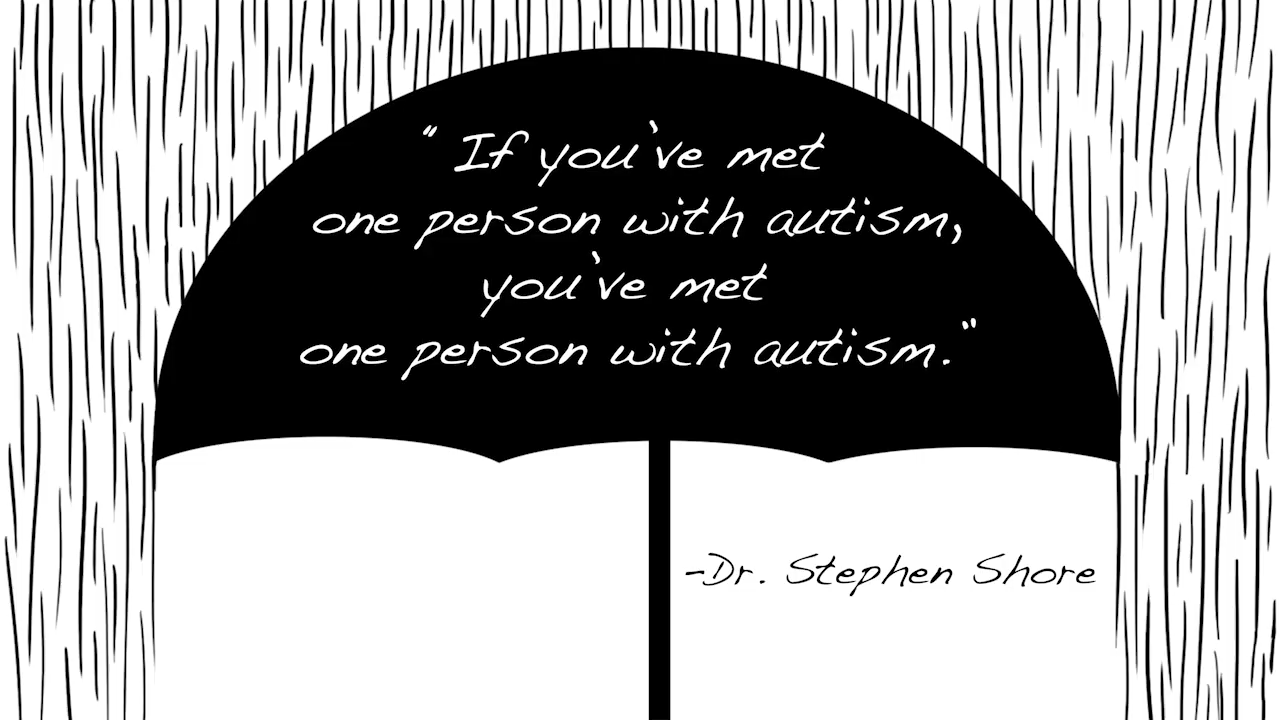 "If you've met
one person with autism,
you've met
one person with autism."
-Dr. Stephen Shore